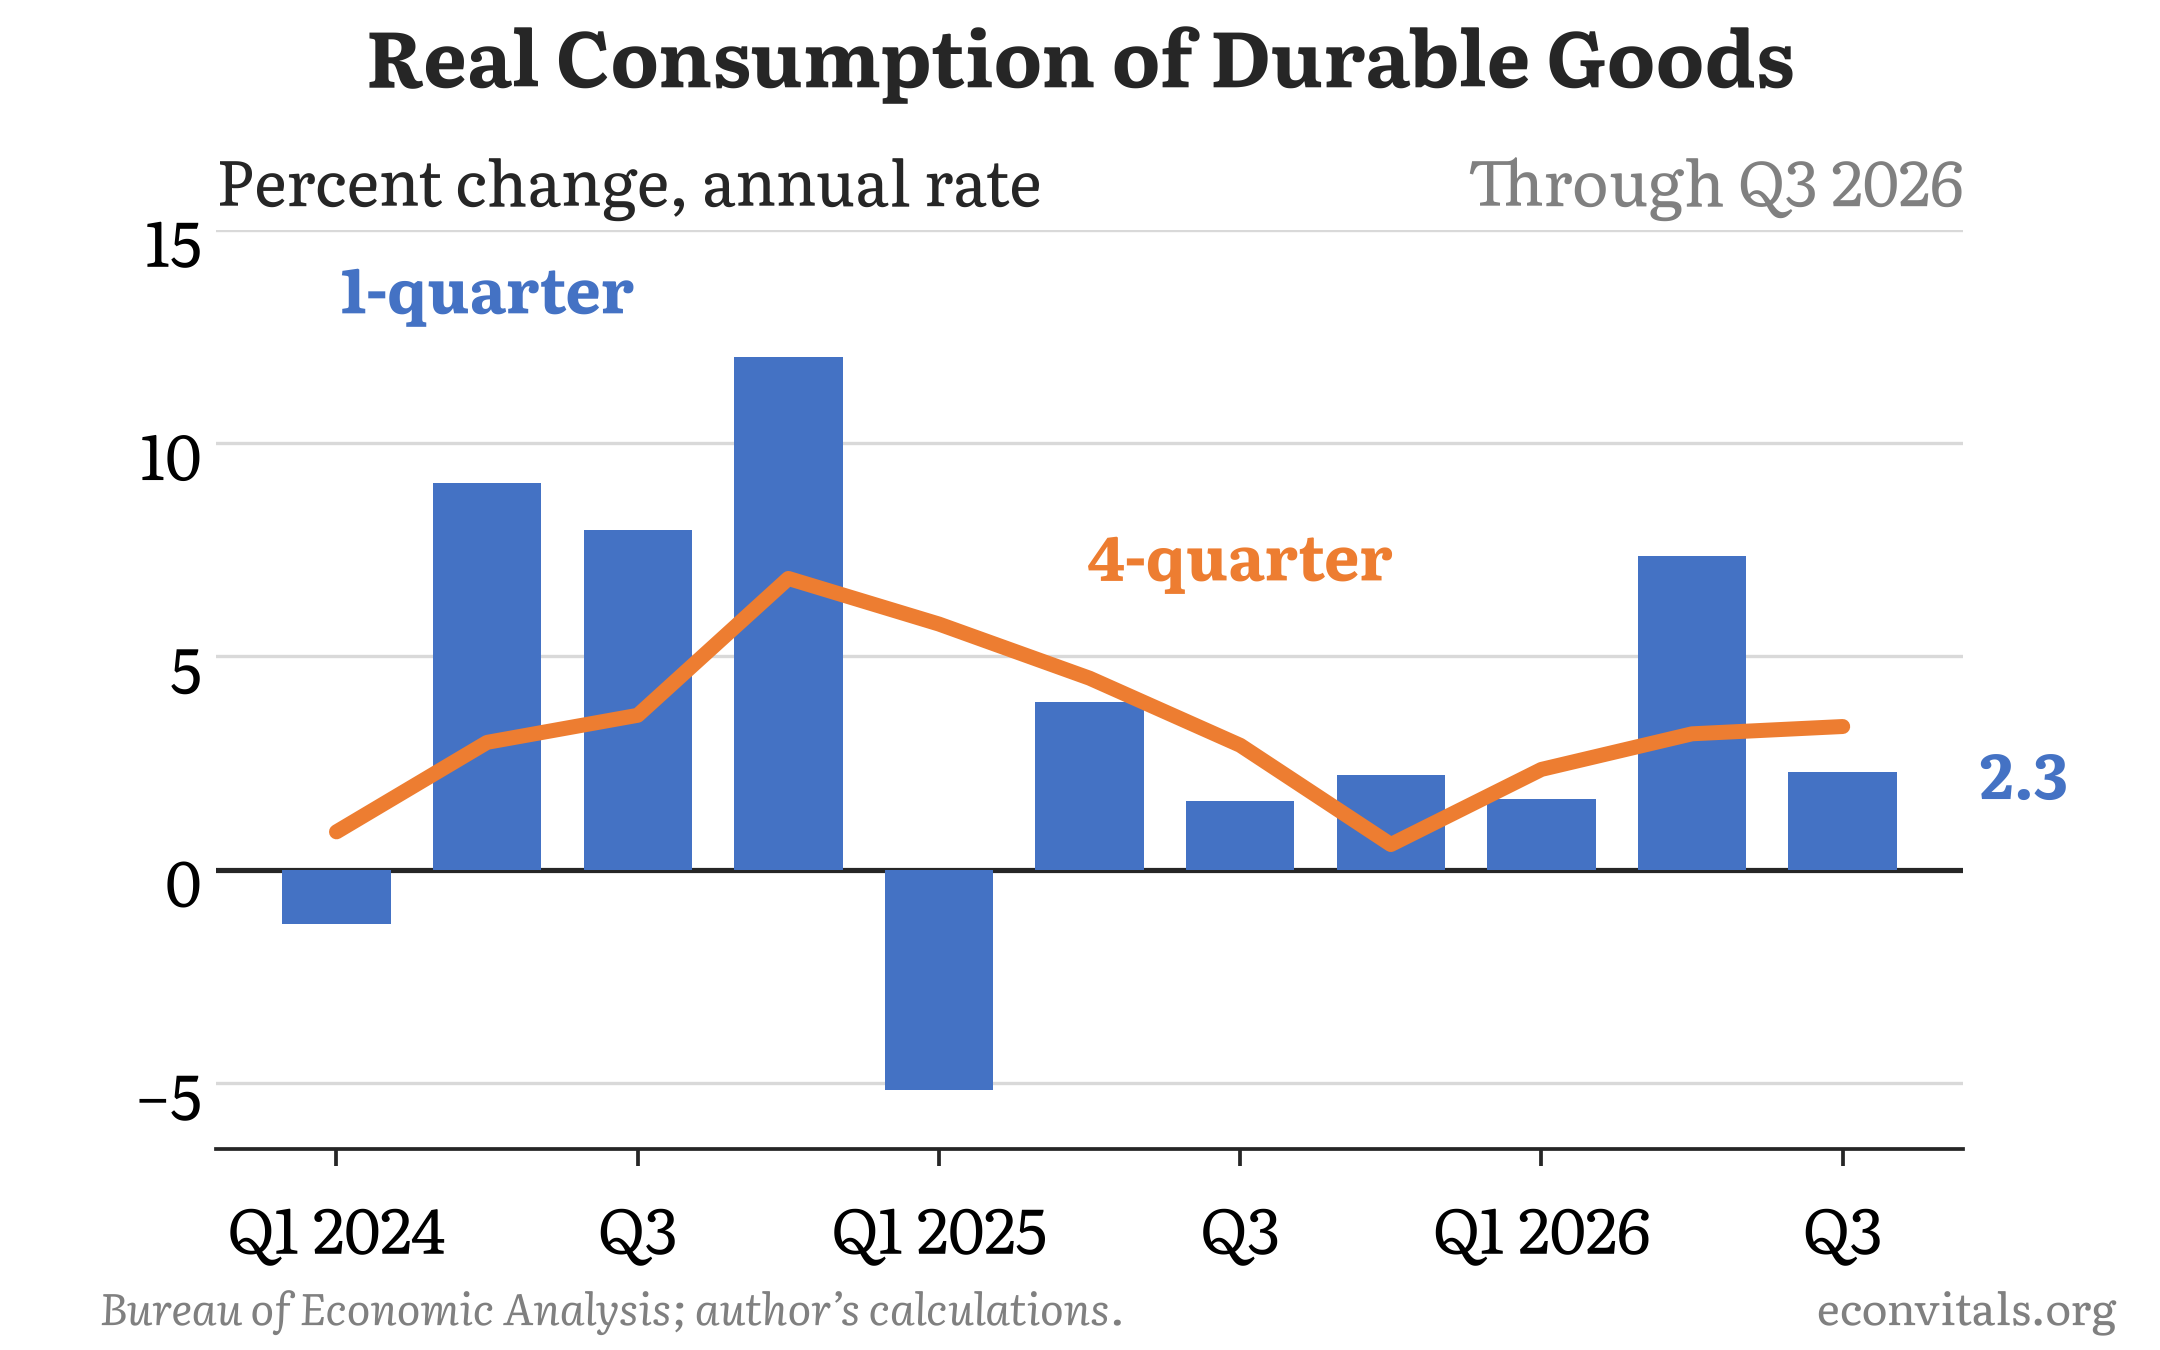 Real Consumption of Durable Goods
Percent change, annual rate
Through Q3 2026
15
1-quarter
10
4-quarter
5
2.3
0
−5
Q1 2024 Q3 Q1 2025 Q3 Q1 2026 Q3
Bureau of Economic Analysis; author’s calculations.
econvitals.org